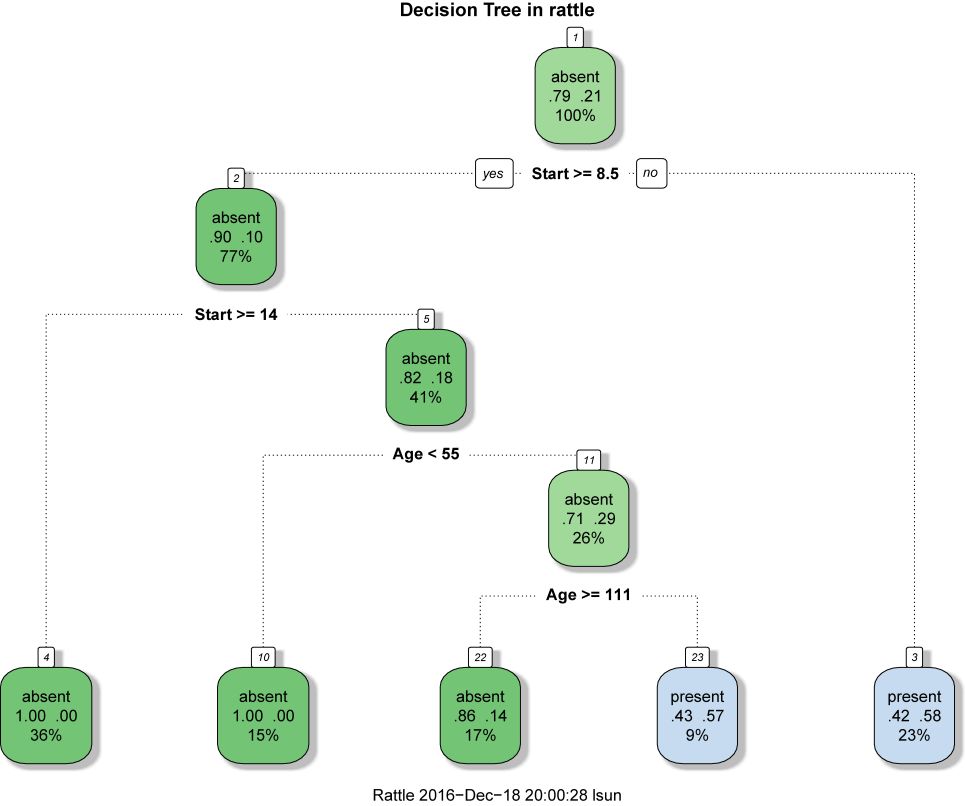 Decision Tree in rattle
1
absent
.79 .21
100%
yes Start >= 8.5 no
2
absent
.90 .10
77%
Start >= 14
5
absent
.82 .18
41%
Age < 55
11
absent
.71 .29
26%
Age >= 111
4
absent
1.00 .00
36%
10
absent
1.00 .00
15%
22
absent
.86 .14
17%
23
present
.43 .57
9%
3
present
.42 .58
23%
Rattle 2016−Dec−18 20:00:28 lsun